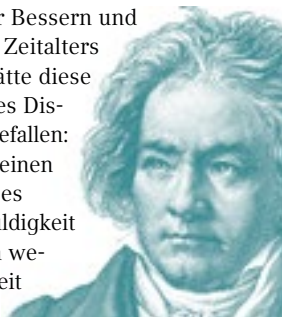 r Bessern und
Zeitalters
ätte diese
es Dis-
efallen:
einen
es
ldigkeit
we-
eit